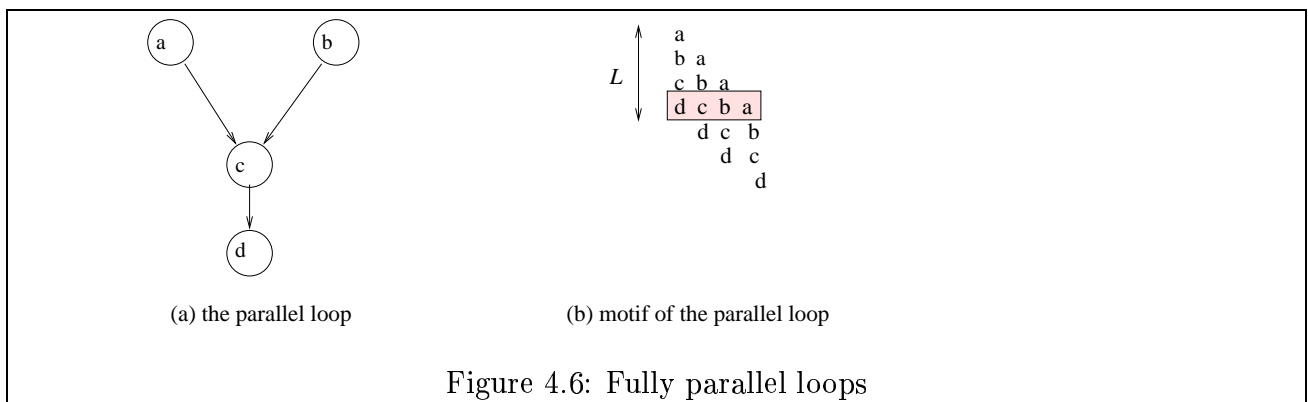 a b
c
d
L
a
b a
c b a
d c b a
d c b
d c
d
(a) the parallel loop
(b) motif of the parallel loop
Figure 4.6: Fully parallel loops